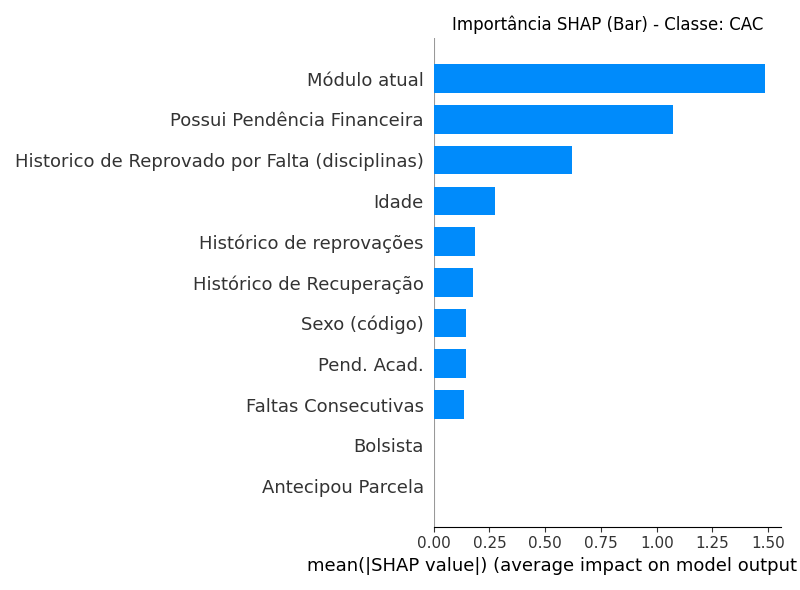 Importância SHAP (Bar) - Classe: CAC
Módulo atual
Possui Pendência Financeira
Historico de Reprovado por Falta (disciplinas)
Idade
Histórico de reprovações
Histórico de Recuperação
Sexo (código)
Pend. Acad.
Faltas Consecutivas
Bolsista
Antecipou Parcela
0.00 0.25 0.50 0.75 1.00 1.25 1.50
mean(|SHAP value|) (average impact on model output